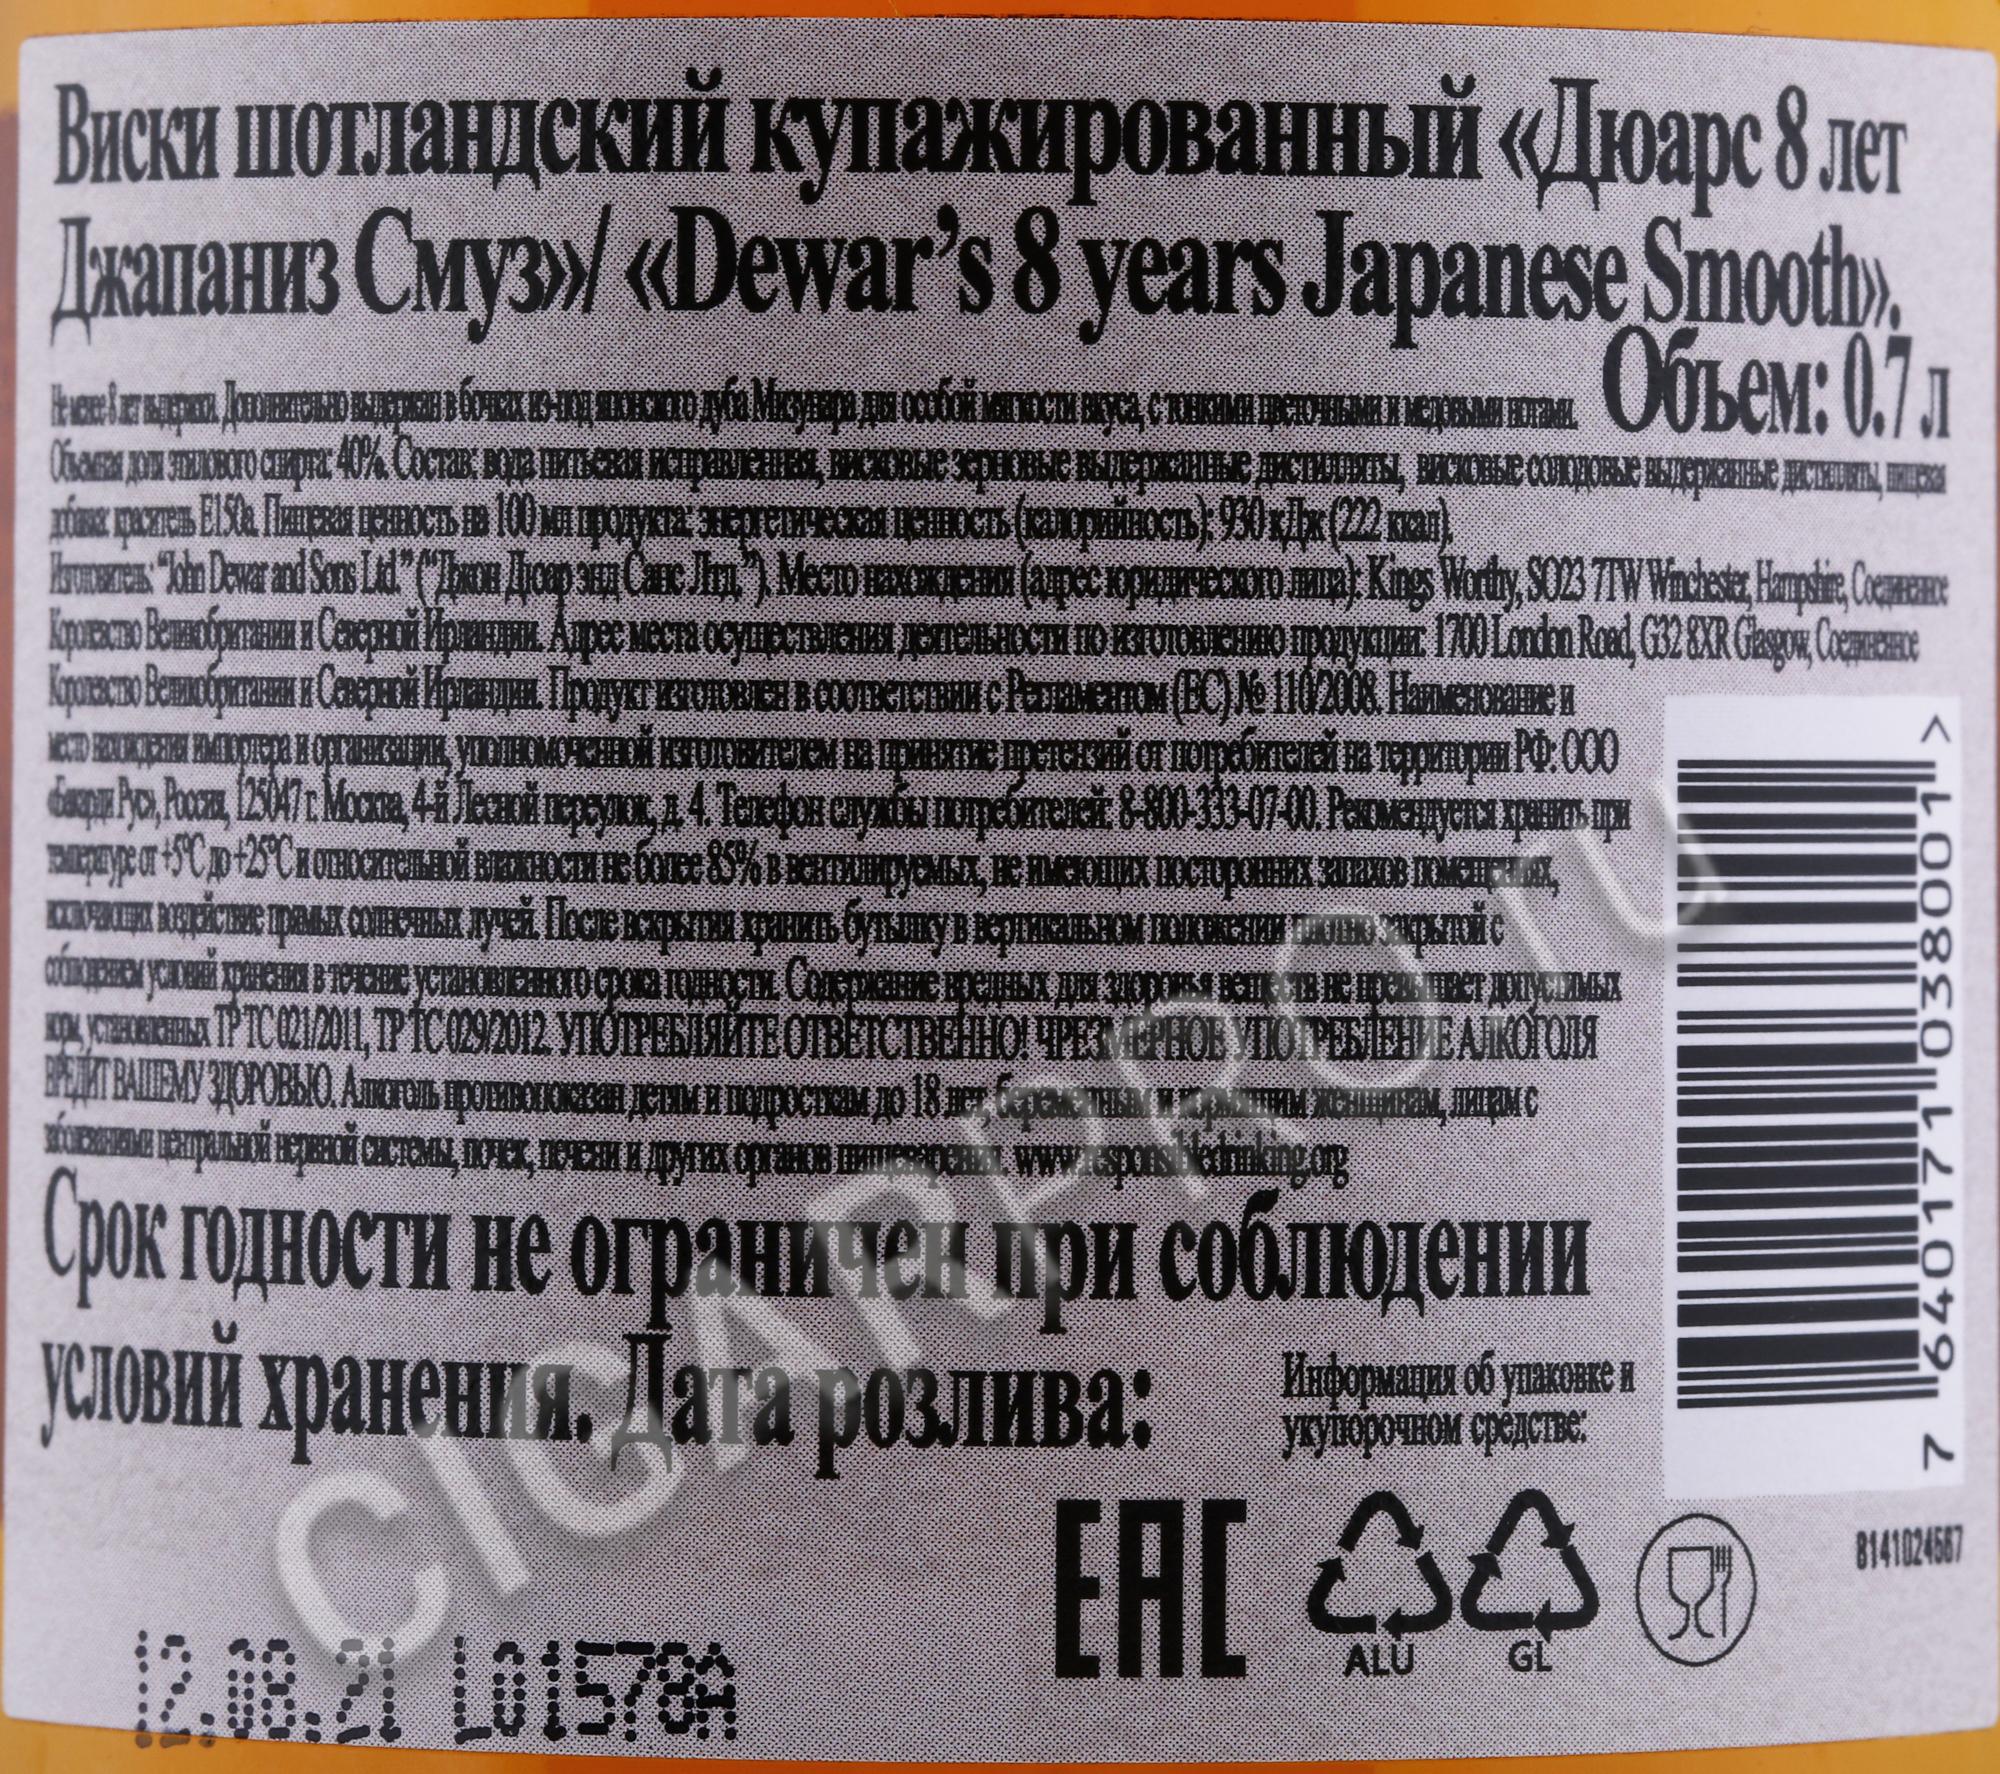 Виски шотландский купажированный «Дюарс 8 лет
Джапаниз Смуз»/ «Dewar’s 8 years Japanese Smooth».
Объем: 0.7 л
Не менее 8 лет выдержки. Дополнительно выдержан в бочках из-под японского дуба Мизунара для особой мягкости вкуса, с тонкими цветочными и медовыми нотами.
Объемная доля этилового спирта: 40%. Состав: вода питьевая исправленная, висковые зерновые выдержанные дистилляты, висковые солодовые выдержанные дистилляты, пищевая
добавка: краситель Е150а. Пищевая ценность на 100 мл продукта: энергетическая ценность (калорийность): 930 кДж (222 ккал).
Изготовитель: “John Dewar and Sons Ltd.” (“Джон Дюар энд Санс Лтд.”). Место нахождения (адрес юридического лица): Kings Worthy, SO23 7TW Winchester, Hampshire, Соединенное
Королевство Великобритании и Северной Ирландии. Адрес места осуществления деятельности по изготовлению продукции: 1700 London Road, G32 8XR Glasgow, Соединенное
Королевство Великобритании и Северной Ирландии. Продукт изготовлен в соответствии с Регламентом (ЕС) № 110/2008. Наименование и
место нахождения импортера и организации, уполномоченной изготовителем на принятие претензий от потребителей на территории РФ: ООО
«Бакарди Рус», Россия, 125047 г. Москва, 4-й Лесной переулок, д. 4. Телефон службы потребителей: 8-800-333-07-00. Рекомендуется хранить при
температуре от +5°C до +25°C и относительной влажности не более 85% в вентилируемых, не имеющих посторонних запахов помещениях,
исключающих воздействие прямых солнечных лучей. После вскрытия хранить бутылку в вертикальном положении плотно закрытой с
соблюдением условий хранения в течение установленного срока годности. Содержание вредных для здоровья веществ не превышает допустимых
норм, установленных ТР ТС 021/2011, ТР ТС 029/2012. УПОТРЕБЛЯЙТЕ ОТВЕТСТВЕННО! ЧРЕЗМЕРНОЕ УПОТРЕБЛЕНИЕ АЛКОГОЛЯ
ВРЕДИТ ВАШЕМУ ЗДОРОВЬЮ. Алкоголь противопоказан детям и подросткам до 18 лет, беременным и кормящим женщинам, лицам с
заболеваниями центральной нервной системы, почек, печени и других органов пищеварения. www.responsibledrinking.org
Срок годности не ограничен при соблюдении
условий хранения. Дата розлива:
Информация об упаковке и
укупорочном средстве:
7 640171 038001 >
EAC
ALU
GL
8141024567
12.08.21 L01578A
CIGARPRO.ru